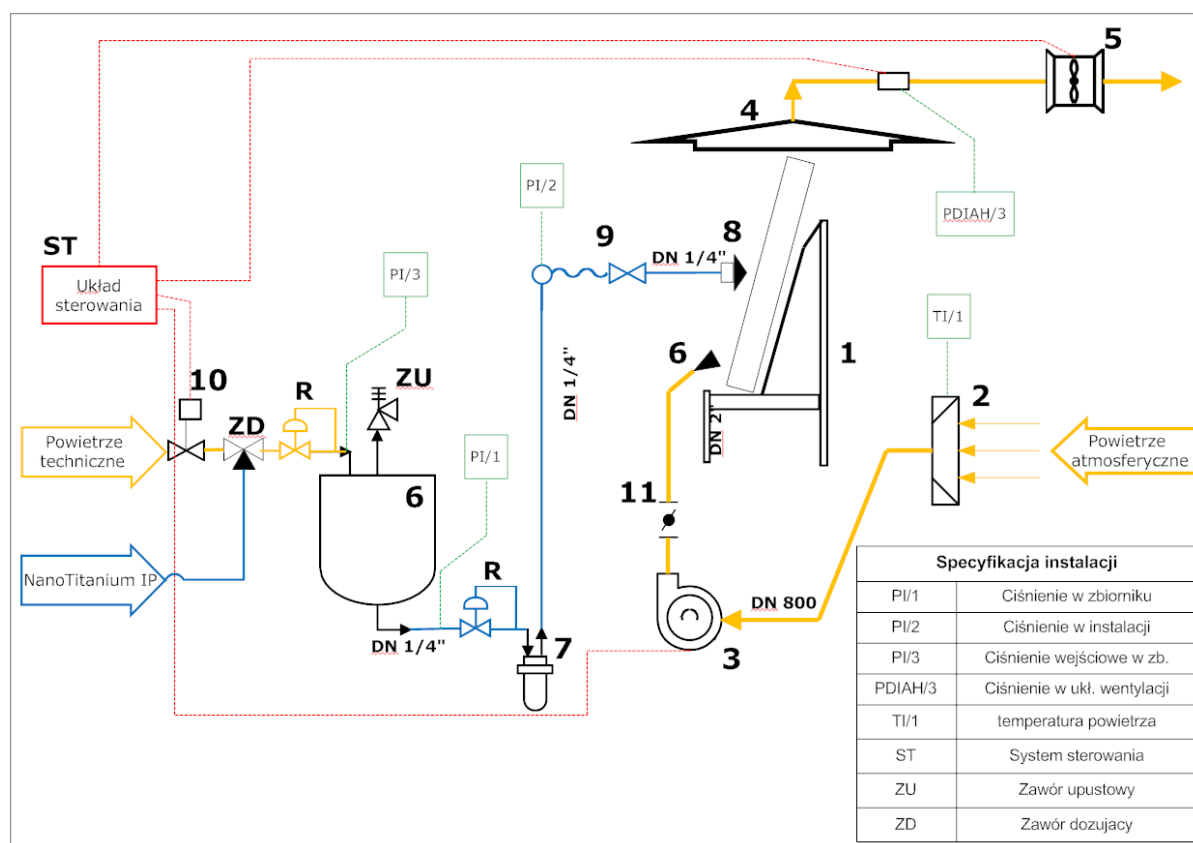 5
4
PI/2
PDIAH/3
ST
9
8
DN 1/4"
Układ
sterowania
PI/3
TI/1
6
1
10
ZU
DN 1/4"
R
2
ZD
DN 2"
Powietrze
techniczne
Powietrze
atmosferyczne
PI/1
6
11
NanoTitanium IP
R
DN 800
DN 1/4"
7
3
Specyfikacja instalacji
PI/1 Ciśnienie w zbiorniku
PI/2 Ciśnienie w instalacji
PI/3 Ciśnienie wejściowe w zb.
PDIAH/3 Ciśnienie w ukł. wentylacji
TI/1 temperatura powietrza
ST System sterowania
ZU Zawór upustowy
ZD Zawór dozujacy